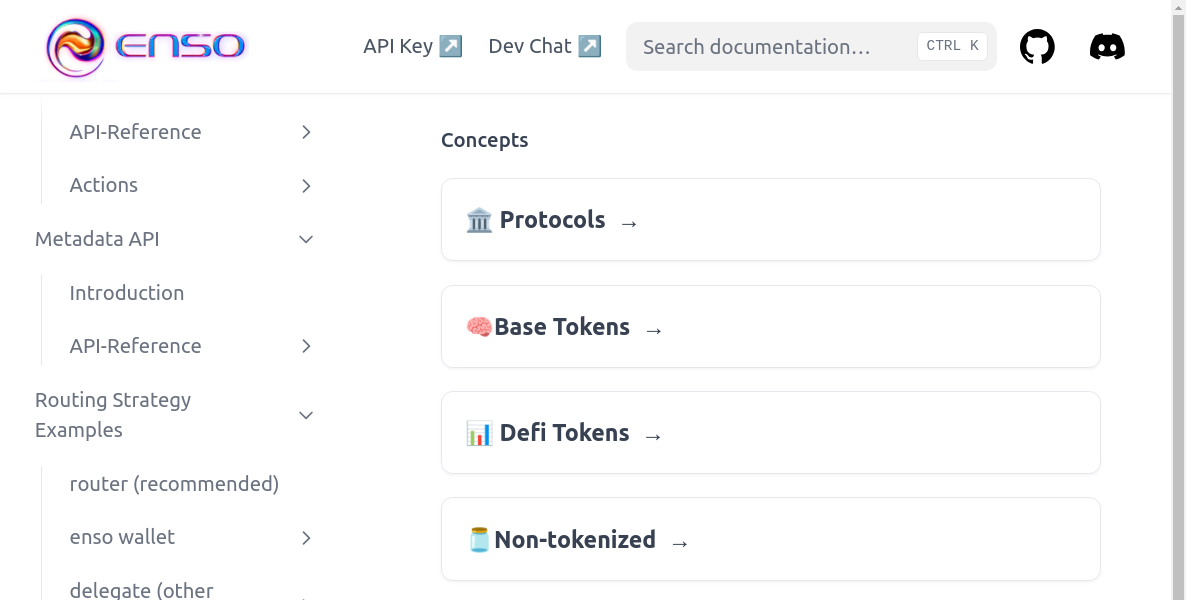 ENSO
API Key ↗️
Dev Chat ↗️
Search documentation…
CTRL K
API-Reference
Actions
Metadata API
Introduction
API-Reference
Routing Strategy
Examples
router (recommended)
enso wallet
delegate (other
Concepts
🏛️ Protocols →
🧠Base Tokens →
📊 Defi Tokens →
🫙Non-tokenized →